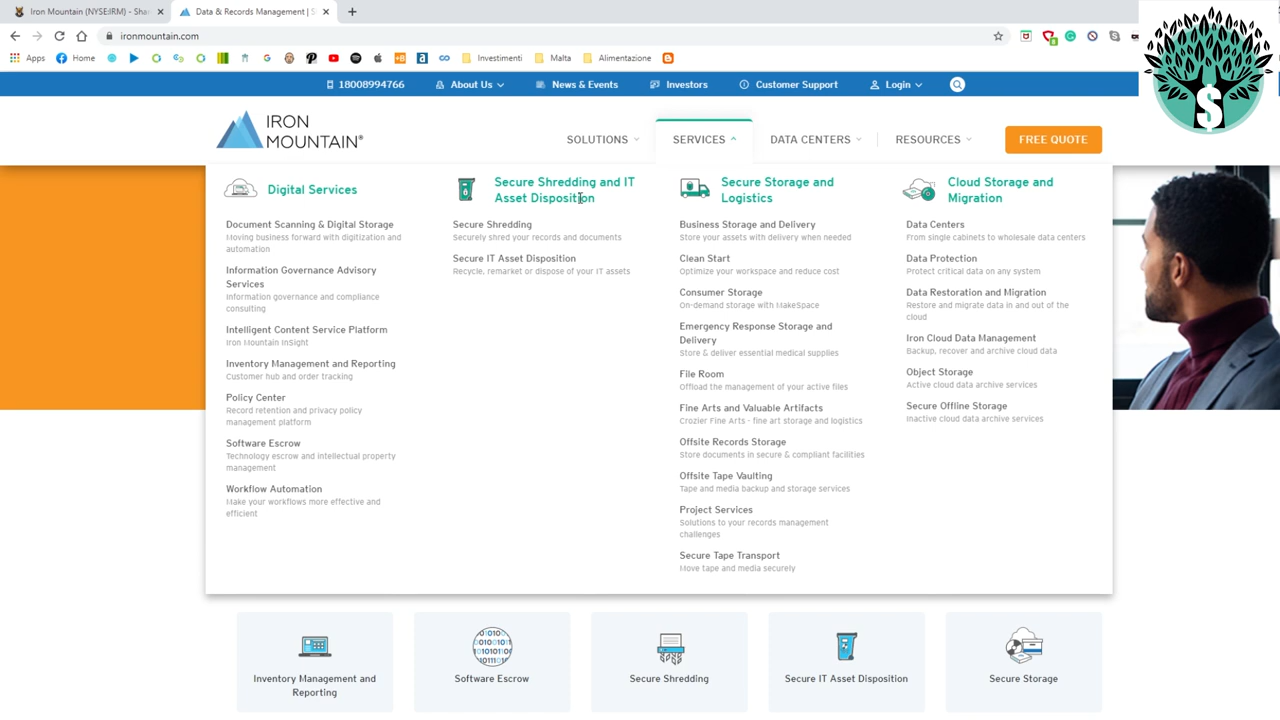 Iron Mountain (NYSE:IRM) - Shar
Data & Records Management | S
ironmountain.com
Apps
Home
Investimenti
Malta
Alimentazione
18008994766
About Us
News & Events
Investors
Customer Support
Login
IRON
MOUNTAIN®
SOLUTIONS
SERVICES
DATA CENTERS
RESOURCES
FREE QUOTE
$
Digital Services
Document Scanning & Digital Storage
Moving business forward with digitization and
automation
Information Governance Advisory
Services
Information governance and compliance
consulting
Intelligent Content Service Platform
Iron Mountain InSight
Inventory Management and Reporting
Customer hub and order tracking
Policy Center
Record retention and privacy policy
management platform
Software Escrow
Technology escrow and intellectual property
management
Workflow Automation
Make your workflows more effective and
efficient
Secure Shredding and IT
Asset Disposition
Secure Shredding
Securely shred your records and documents
Secure IT Asset Disposition
Recycle, remarket or dispose of your IT assets
Secure Storage and
Logistics
Business Storage and Delivery
Store your assets with delivery when needed
Clean Start
Optimize your workspace and reduce cost
Consumer Storage
On-demand storage with MakeSpace
Emergency Response Storage and
Delivery
Store & deliver essential medical supplies
File Room
Offload the management of your active files
Fine Arts and Valuable Artifacts
Crozier Fine Arts - fine art storage and logistics
Offsite Records Storage
Store documents in secure & compliant facilities
Offsite Tape Vaulting
Tape and media backup and storage services
Project Services
Solutions to your records management
challenges
Secure Tape Transport
Move tape and media securely
Cloud Storage and
Migration
Data Centers
From single cabinets to wholesale data centers
Data Protection
Protect critical data on any system
Data Restoration and Migration
Restore and migrate data in and out of the
cloud
Iron Cloud Data Management
Backup, recover and archive cloud data
Object Storage
Active cloud data archive services
Secure Offline Storage
Inactive cloud data archive services
Inventory Management and
Reporting
Software Escrow
Secure Shredding
Secure IT Asset Disposition
Secure Storage